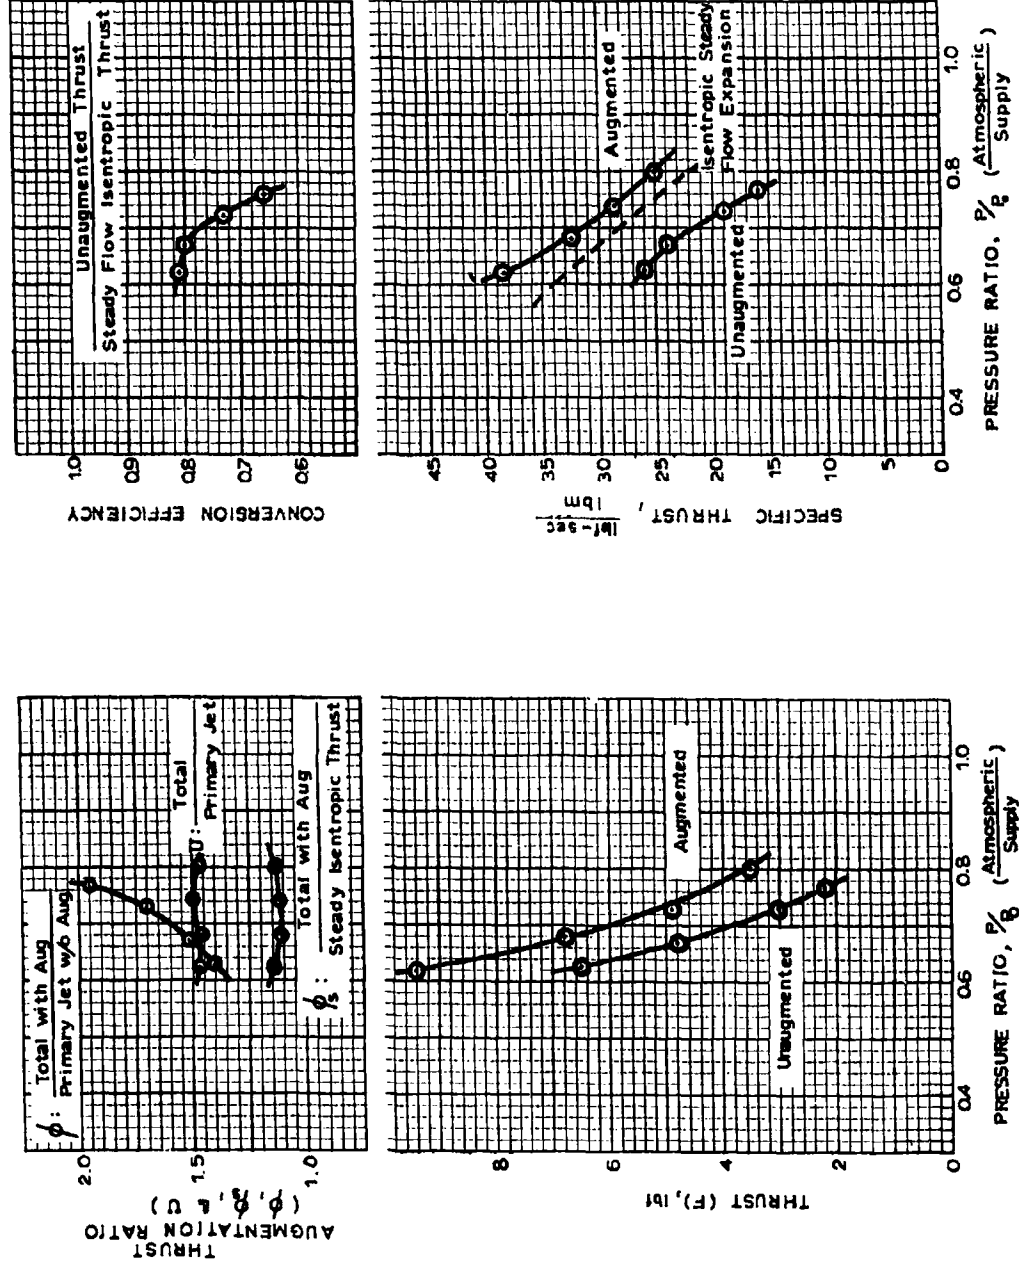 THRUST
AUGMENTATION RATIO
(ϕ, ϕs, & U)
2.0
1.5
1.0
ϕ: Total with Aug
Primary Jet w/o Aug
U: Total
Primary Jet
ϕs: Total with Aug
Steady Isentropic Thrust
THRUST (F), lbf
8
6
4
2
0
Augmented
Unaugmented
0.4
0.6
0.8
1.0
PRESSURE RATIO, P/P0 (Atmospheric
Supply)
CONVERSION EFFICIENCY
1.0
0.9
0.8
0.7
0.6
Unaugmented Thrust
Steady Flow Isentropic Thrust
SPECIFIC THRUST, lbf-sec
lbm
45
40
35
30
25
20
15
10
5
0
Augmented
Isentropic Steady
Flow Expansion
Unaugmented
0.4
0.6
0.8
1.0
PRESSURE RATIO, P/P0 (Atmospheric
Supply)